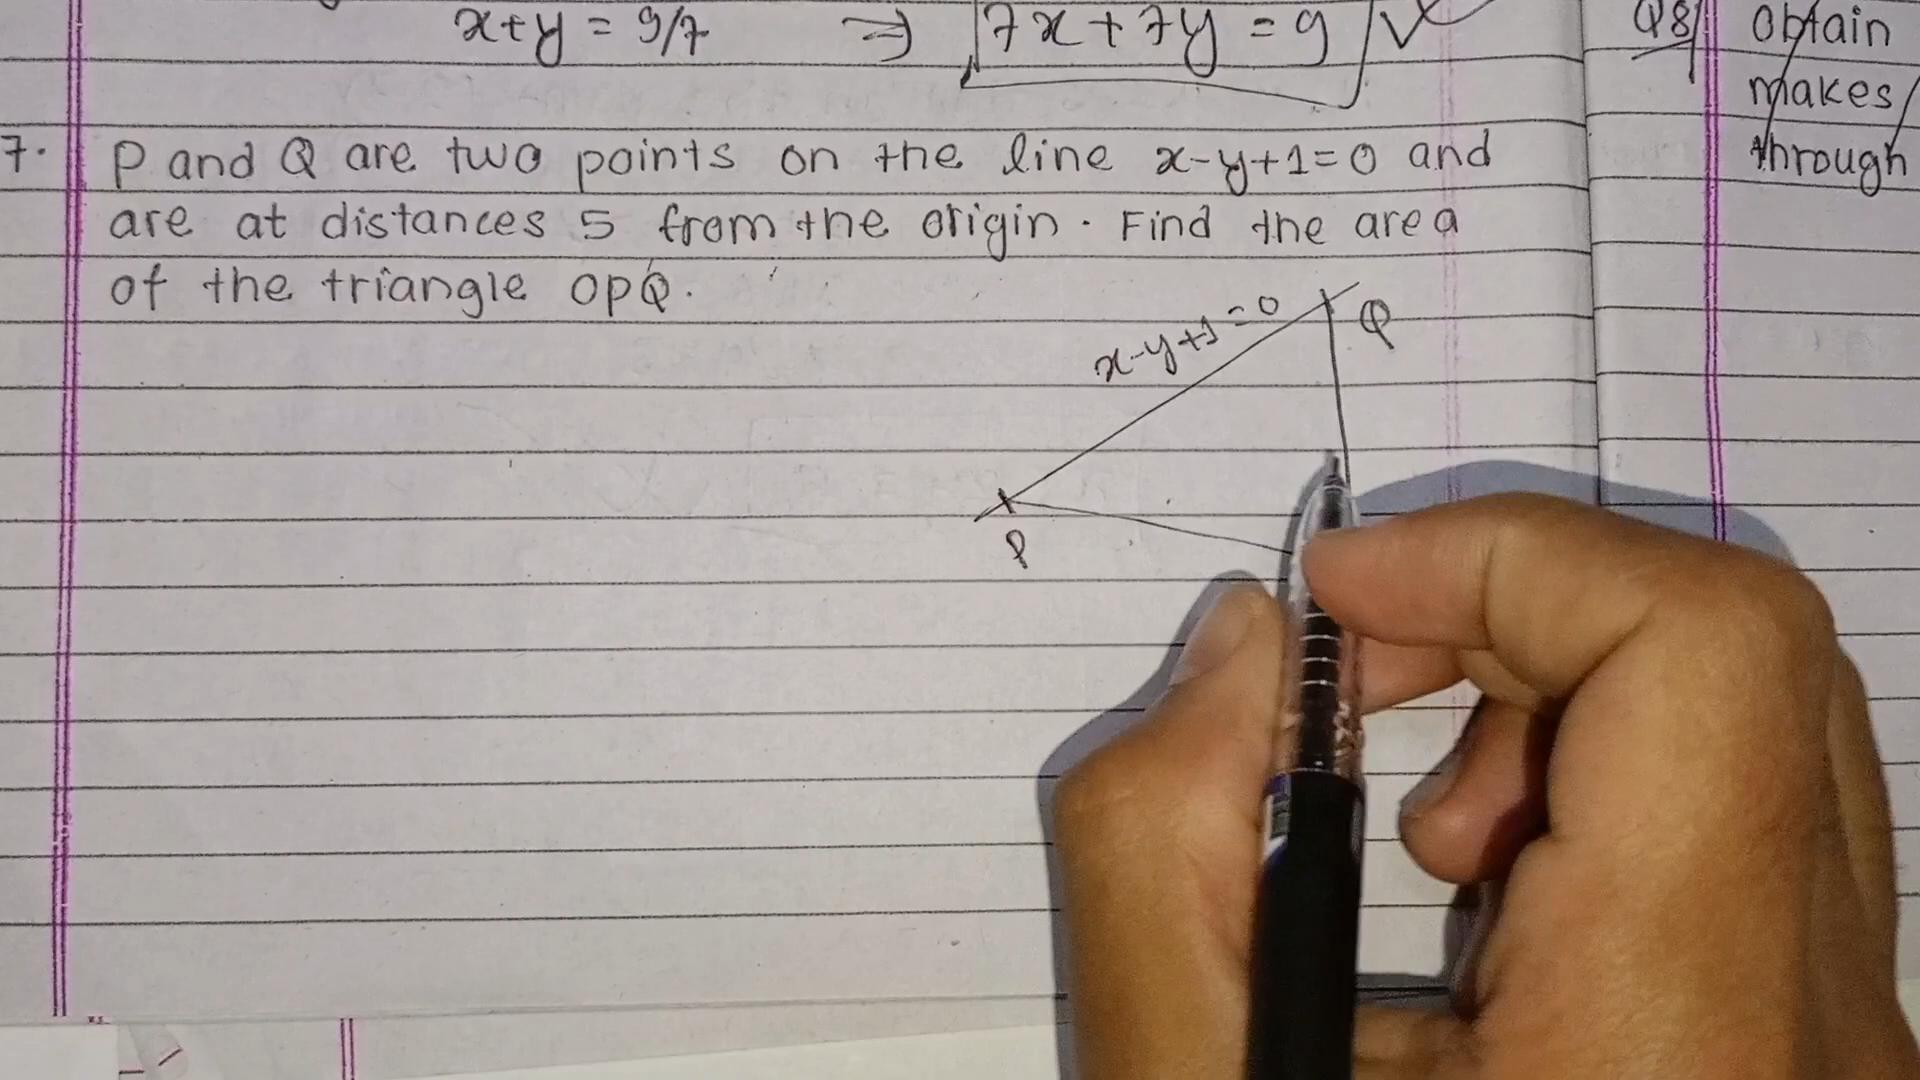 x+y = 9/7 ⇒ 7x+7y = 9
7. P and Q are two points on the line x-y+1=0 and
are at distances 5 from the origin. Find the area
of the triangle OPQ.
x-y+1=0
Q
P
Q8/ Obtain
makes
through